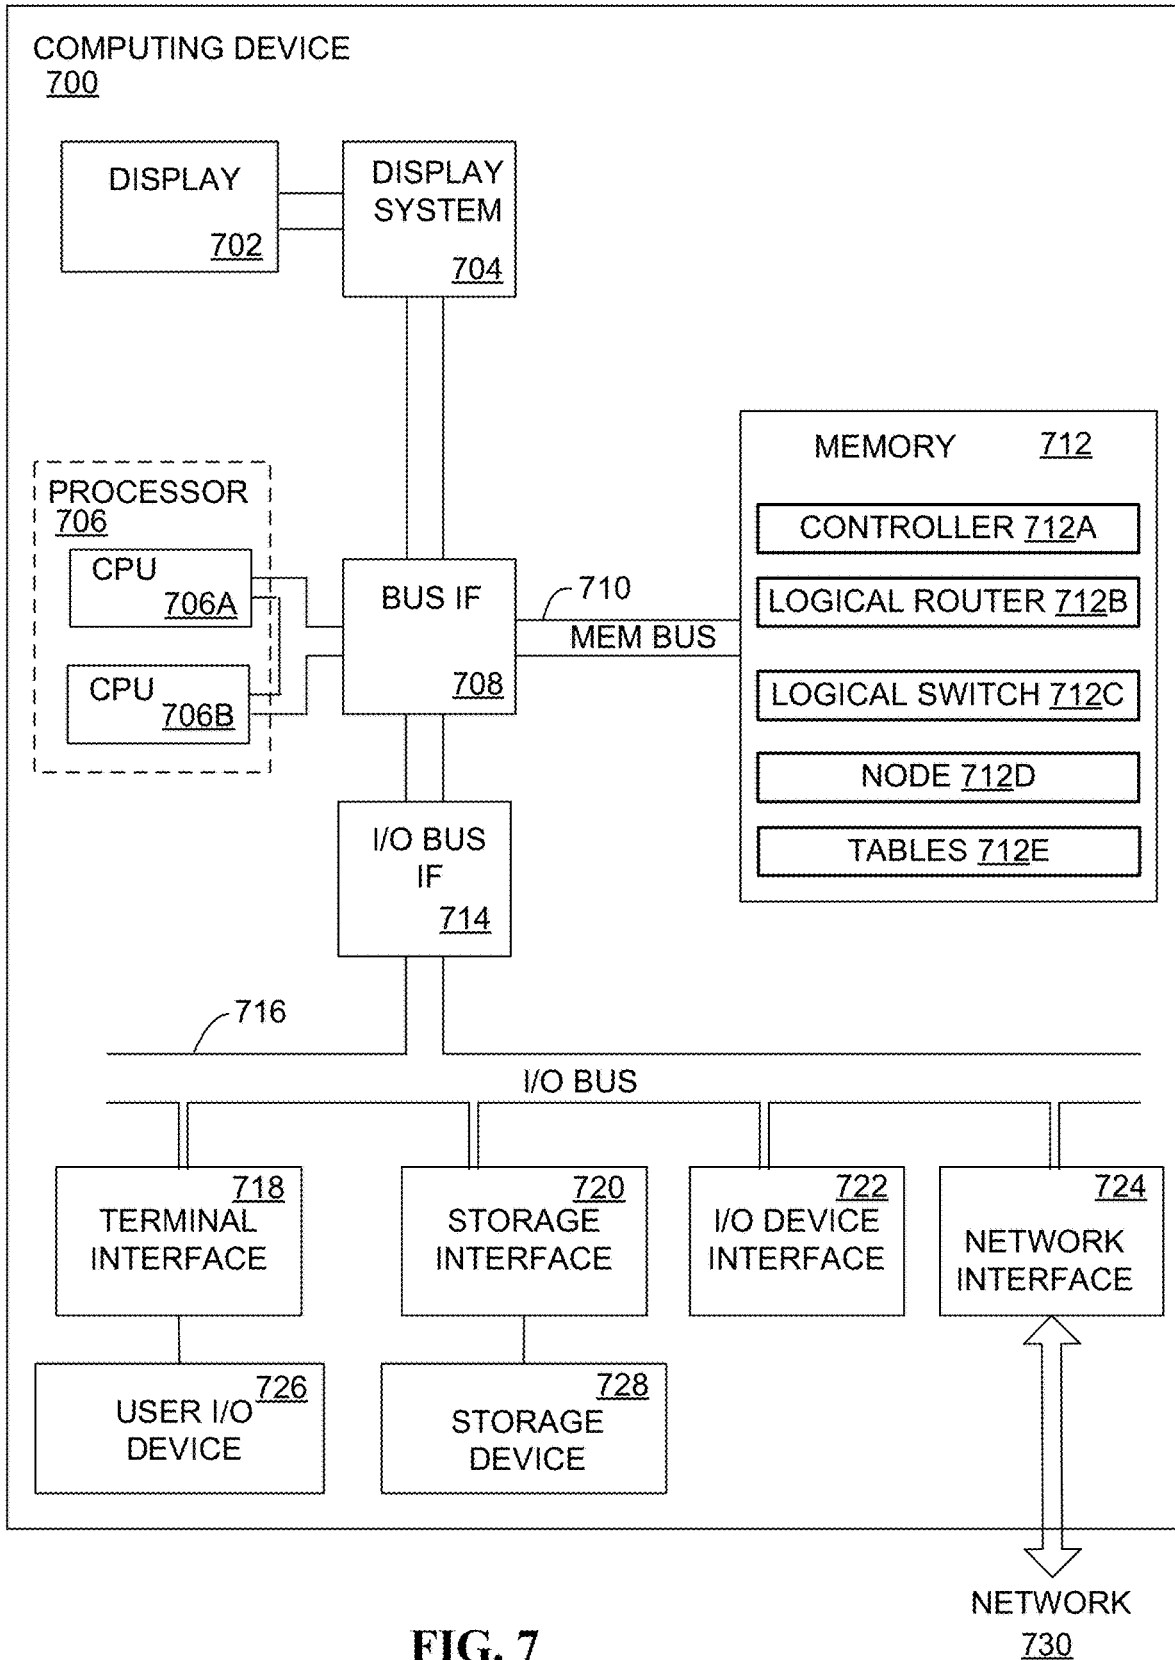 COMPUTING DEVICE
700
DISPLAY
702
DISPLAY
SYSTEM
704
PROCESSOR
706
CPU
706A
CPU
706B
BUS IF
708
710
MEM BUS
MEMORY 712
CONTROLLER 712A
LOGICAL ROUTER 712B
LOGICAL SWITCH 712C
NODE 712D
TABLES 712E
I/O BUS
IF
714
716
I/O BUS
718
TERMINAL
INTERFACE
720
STORAGE
INTERFACE
722
I/O DEVICE
INTERFACE
724
NETWORK
INTERFACE
726
USER I/O
DEVICE
728
STORAGE
DEVICE
NETWORK
730
FIG. 7